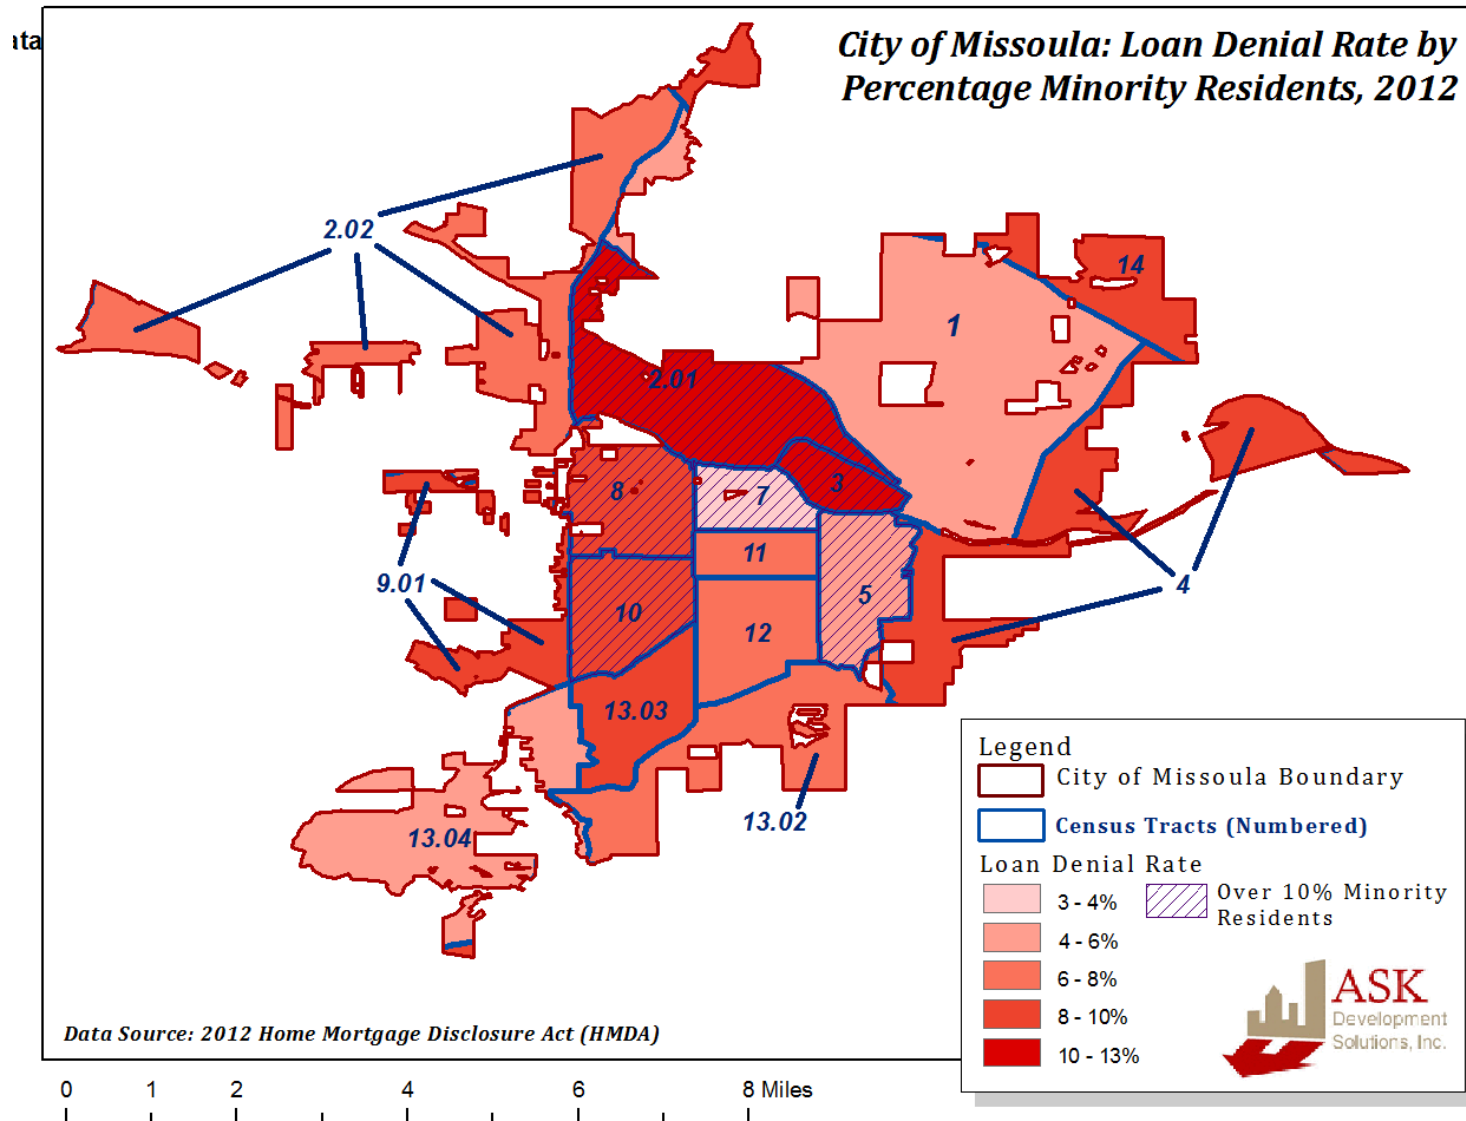 ata
City of Missoula: Loan Denial Rate by
Percentage Minority Residents, 2012
2.02
14
1
2.01
3
8
7
11
9.01
4
5
10
12
13.03
13.02
13.04
Legend
City of Missoula Boundary
Census Tracts (Numbered)
Loan Denial Rate
3 - 4%
Over 10% Minority
Residents
4 - 6%
6 - 8%
8 - 10%
10 - 13%
ASK
Development
Solutions, Inc.
Data Source: 2012 Home Mortgage Disclosure Act (HMDA)
0 1 2 4 6 8 Miles